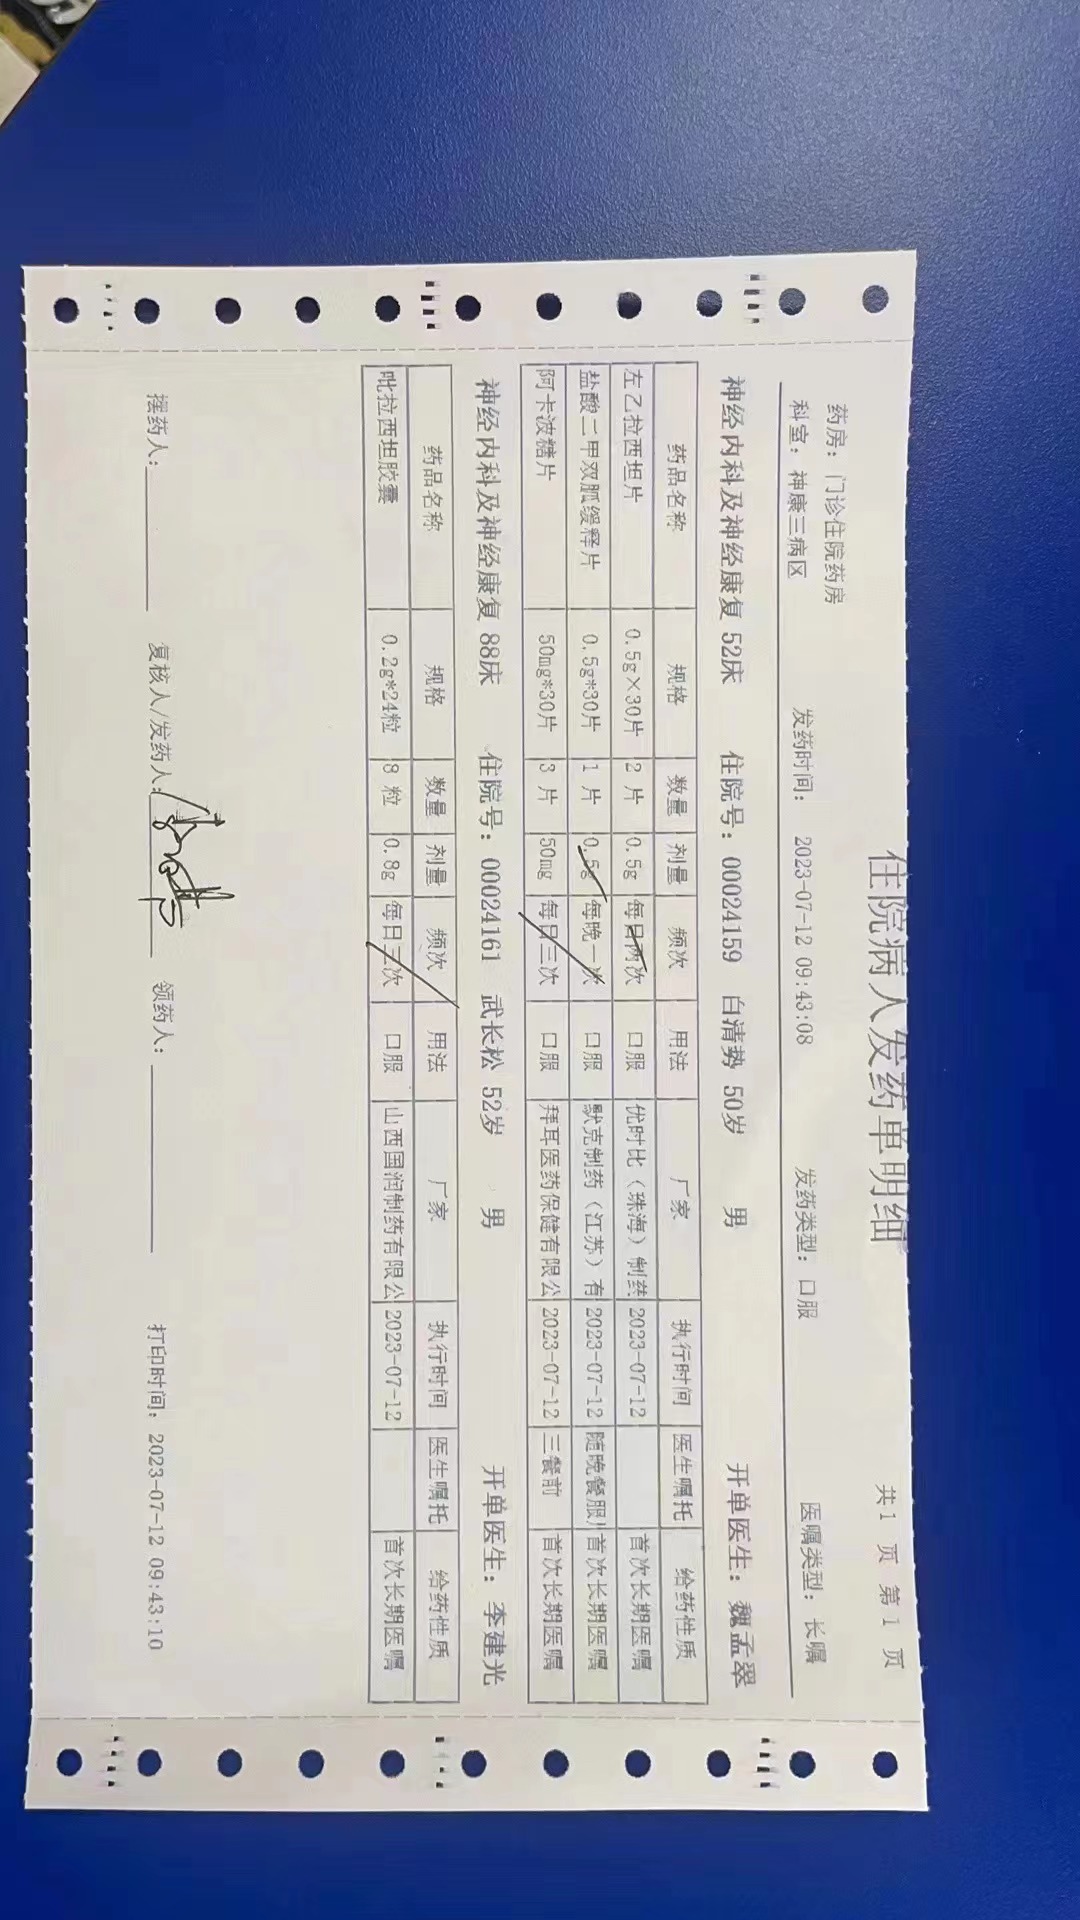 住院病人发药单明细
共1 页 第1 页
药房：门诊住院药房
科室：神康三病区 发药时间： 2023-07-12 09:43:08 发药类型：口服 医嘱类型：长嘱
神经内科及神经康复 52床 住院号：00024159 白清势 50岁 男 开单医生：魏孟翠
药品名称 规格 数量 剂量 频次 用法 厂家 执行时间 医生嘱托 给药性质
左乙拉西坦片 0.5g×30片 2 片 0.5g 每日两次 口服 优时比（珠海）制药 2023-07-12 首次长期医嘱
盐酸二甲双胍缓释片 0.5g*30片 1 片 0.5g 每晚一次 口服 默克制药（江苏）有 2023-07-12 随晚餐服 首次长期医嘱
阿卡波糖片 50mg*30片 3 片 50mg 每日三次 口服 拜耳医药保健有限公 2023-07-12 三餐前 首次长期医嘱
神经内科及神经康复 88床 住院号：00024161 武长松 52岁 男 开单医生：李建光
药品名称 规格 数量 剂量 频次 用法 厂家 执行时间 医生嘱托 给药性质
吡拉西坦胶囊 0.2g*24粒 8 粒 0.8g 每日三次 口服 山西国润制药有限公 2023-07-12 首次长期医嘱
摆药人： 复核人/发药人： 领药人： 打印时间：2023-07-12 09:43:10